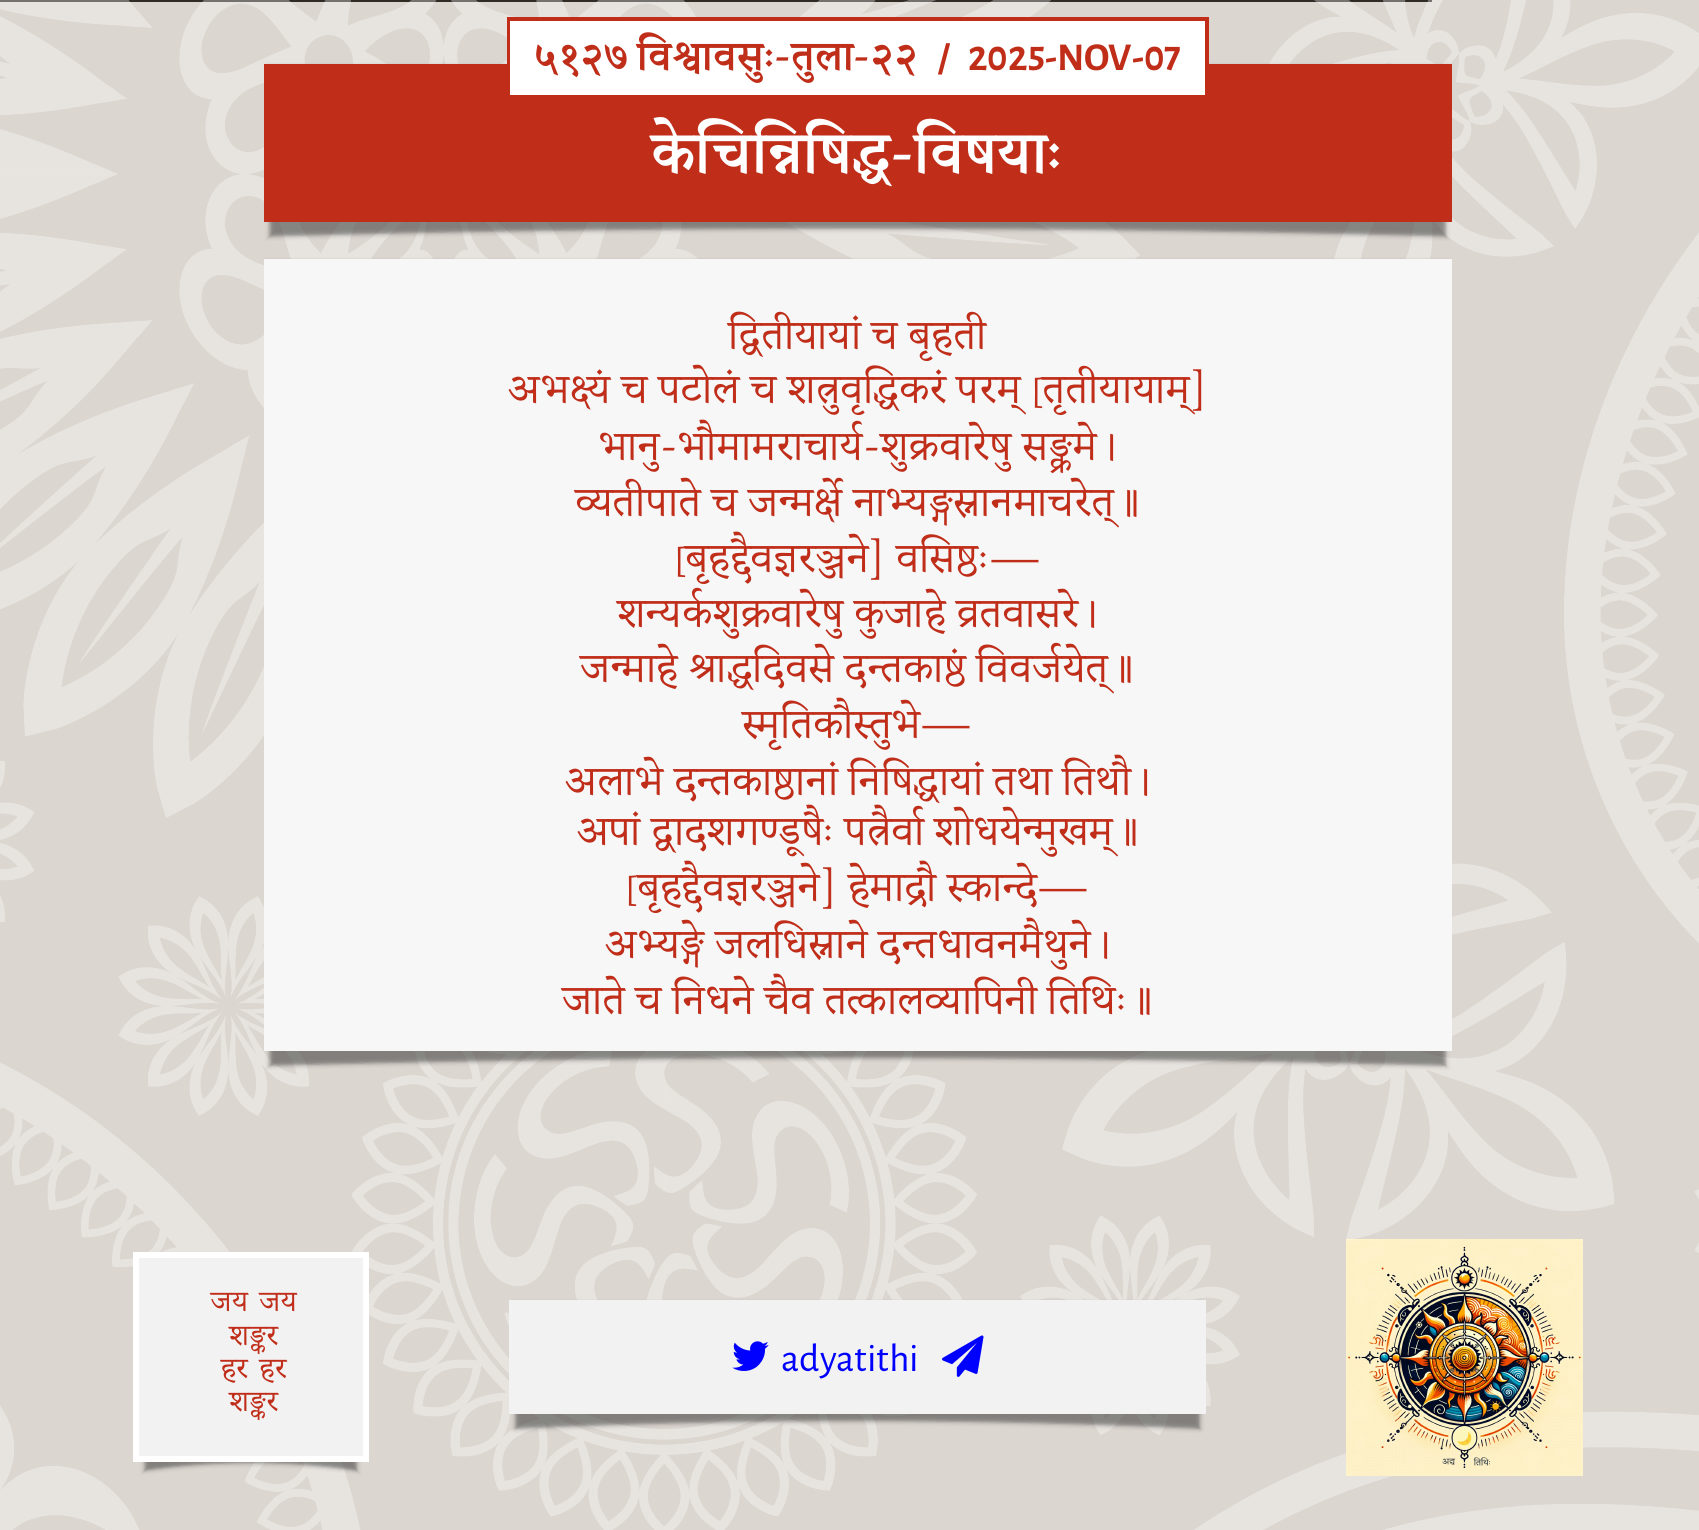 ५१२७ विश्वावसुः-तुला-२२ / 2025-NOV-07
केचिन्निषिद्ध-विषयाः
द्वितीयायां च बृहती
अभक्ष्यं च पटोलं च शत्रुवृद्धिकरं परम् [तृतीयायाम्]
भानु-भौमामराचार्य-शुक्रवारेषु सङ्क्रमे।
व्यतीपाते च जन्मर्क्षे नाभ्यङ्गस्नानमाचरेत्॥
[बृहद्दैवज्ञरञ्जने] वसिष्ठः—
शन्यर्कशुक्रवारेषु कुजाहे व्रतवासरे।
जन्माहे श्राद्धदिवसे दन्तकाष्ठं विवर्जयेत्॥
स्मृतिकौस्तुभे—
अलाभे दन्तकाष्ठानां निषिद्धायां तथा तिथौ।
अपां द्वादशगण्डूषैः पत्रैर्वा शोधयेन्मुखम्॥
[बृहद्दैवज्ञरञ्जने] हेमाद्रौ स्कान्दे—
अभ्यङ्गे जलधिस्नाने दन्तधावनमैथुने।
जाते च निधने चैव तत्कालव्यापिनी तिथिः॥
जय जय
शङ्कर
हर हर
शङ्कर
adyatithi
अद्य तिथिः